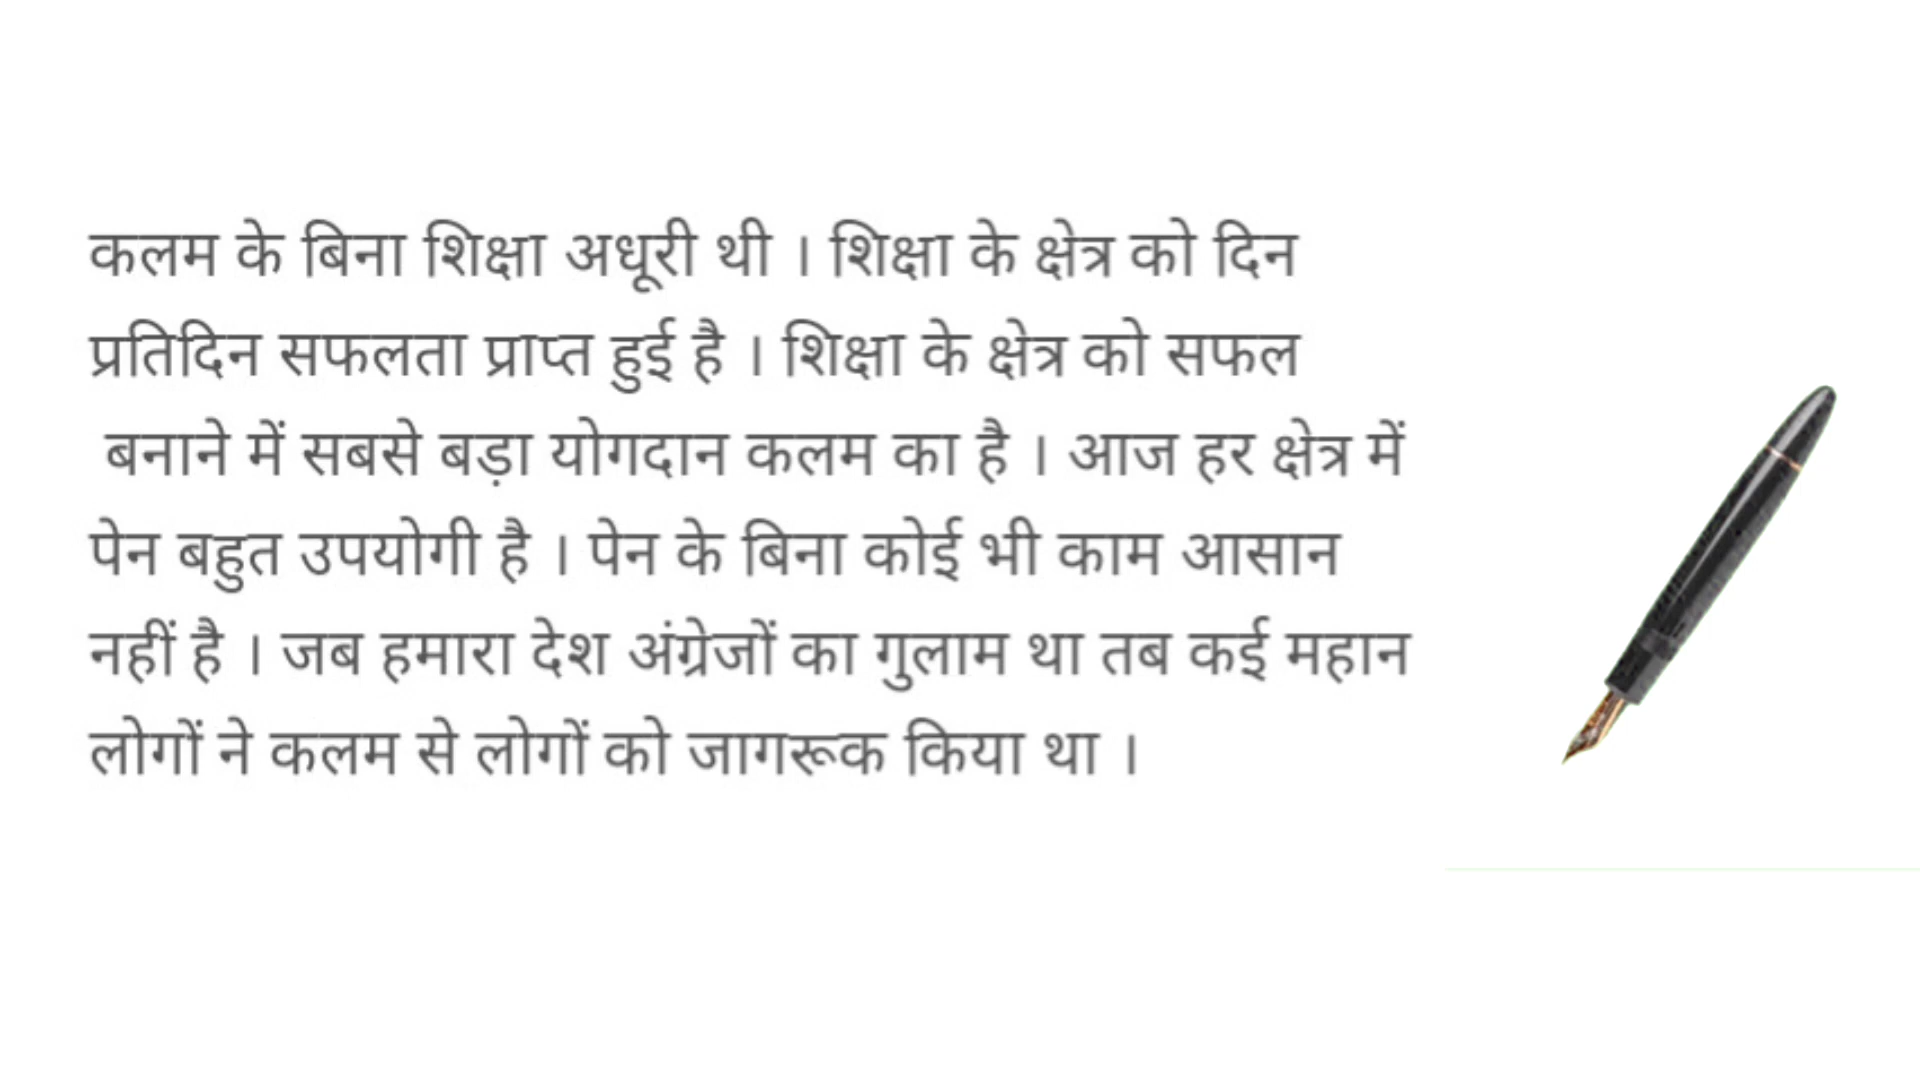 कलम के बिना शिक्षा अधूरी थी । शिक्षा के क्षेत्र को दिन
प्रतिदिन सफलता प्राप्त हुई है । शिक्षा के क्षेत्र को सफल
बनाने में सबसे बड़ा योगदान कलम का है । आज हर क्षेत्र में
पेन बहुत उपयोगी है । पेन के बिना कोई भी काम आसान
नहीं है । जब हमारा देश अंग्रेजों का गुलाम था तब कई महान
लोगों ने कलम से लोगों को जागरूक किया था ।